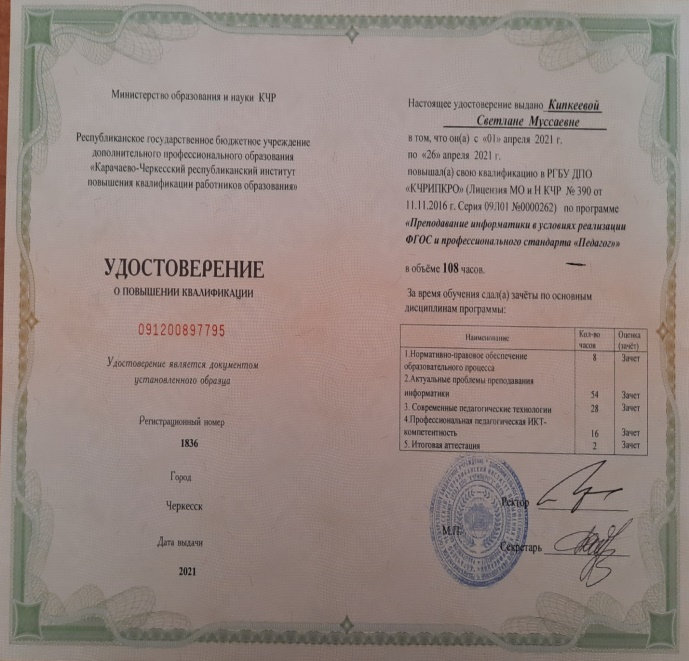 Министерство образования и науки КЧР
Республиканское государственное бюджетное учреждение
дополнительного профессионального образования
«Карачаево-Черкесский республиканский институт
повышения квалификации работников образования»
УДОСТОВЕРЕНИЕ
О ПОВЫШЕНИИ КВАЛИФИКАЦИИ
091200897795
Удостоверение является документом
установленного образца
Регистрационный номер
1836
Город
Черкесск
Дата выдачи
2021
Настоящее удостоверение выдано Кипкеевой
Светлане Муссаевне
в том, что он(а) с «01» апреля 2021 г.
по «26» апреля 2021 г.
повышал(а) свою квалификацию в РГБУ ДПО
«КЧРИПКРО» (Лицензия МО и Н КЧР № 390 от
11.11.2016 г. Серия 09Л01 №0000262) по программе
«Преподавание информатики в условиях реализации
ФГОС и профессионального стандарта «Педагог»»
в объёме 108 часов.
За время обучения сдал(а) зачёты по основным
дисциплинам программы:
Наименование Кол-во часов Оценка (зачёт)
1.Нормативно-правовое обеспечение 8 Зачет
образовательного процесса
2.Актуальные проблемы преподавания
информатики 54 Зачет
3. Современные педагогические технологии 28 Зачет
4.Профессиональная педагогическая ИКТ-
компетентность 16 Зачет
5. Итоговая аттестация 2 Зачет
Ректор
М.П.
Секретарь